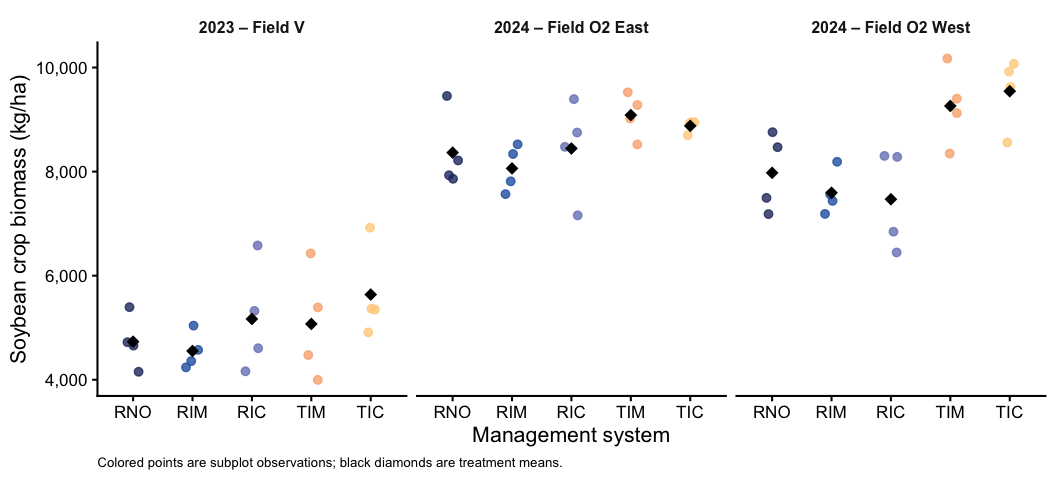 2023 – Field V
2024 – Field O2 East
2024 – Field O2 West
Soybean crop biomass (kg/ha)
10,000
8,000
6,000
4,000
RNO RIM RIC TIM TIC
RNO RIM RIC TIM TIC
RNO RIM RIC TIM TIC
Management system
Colored points are subplot observations; black diamonds are treatment means.